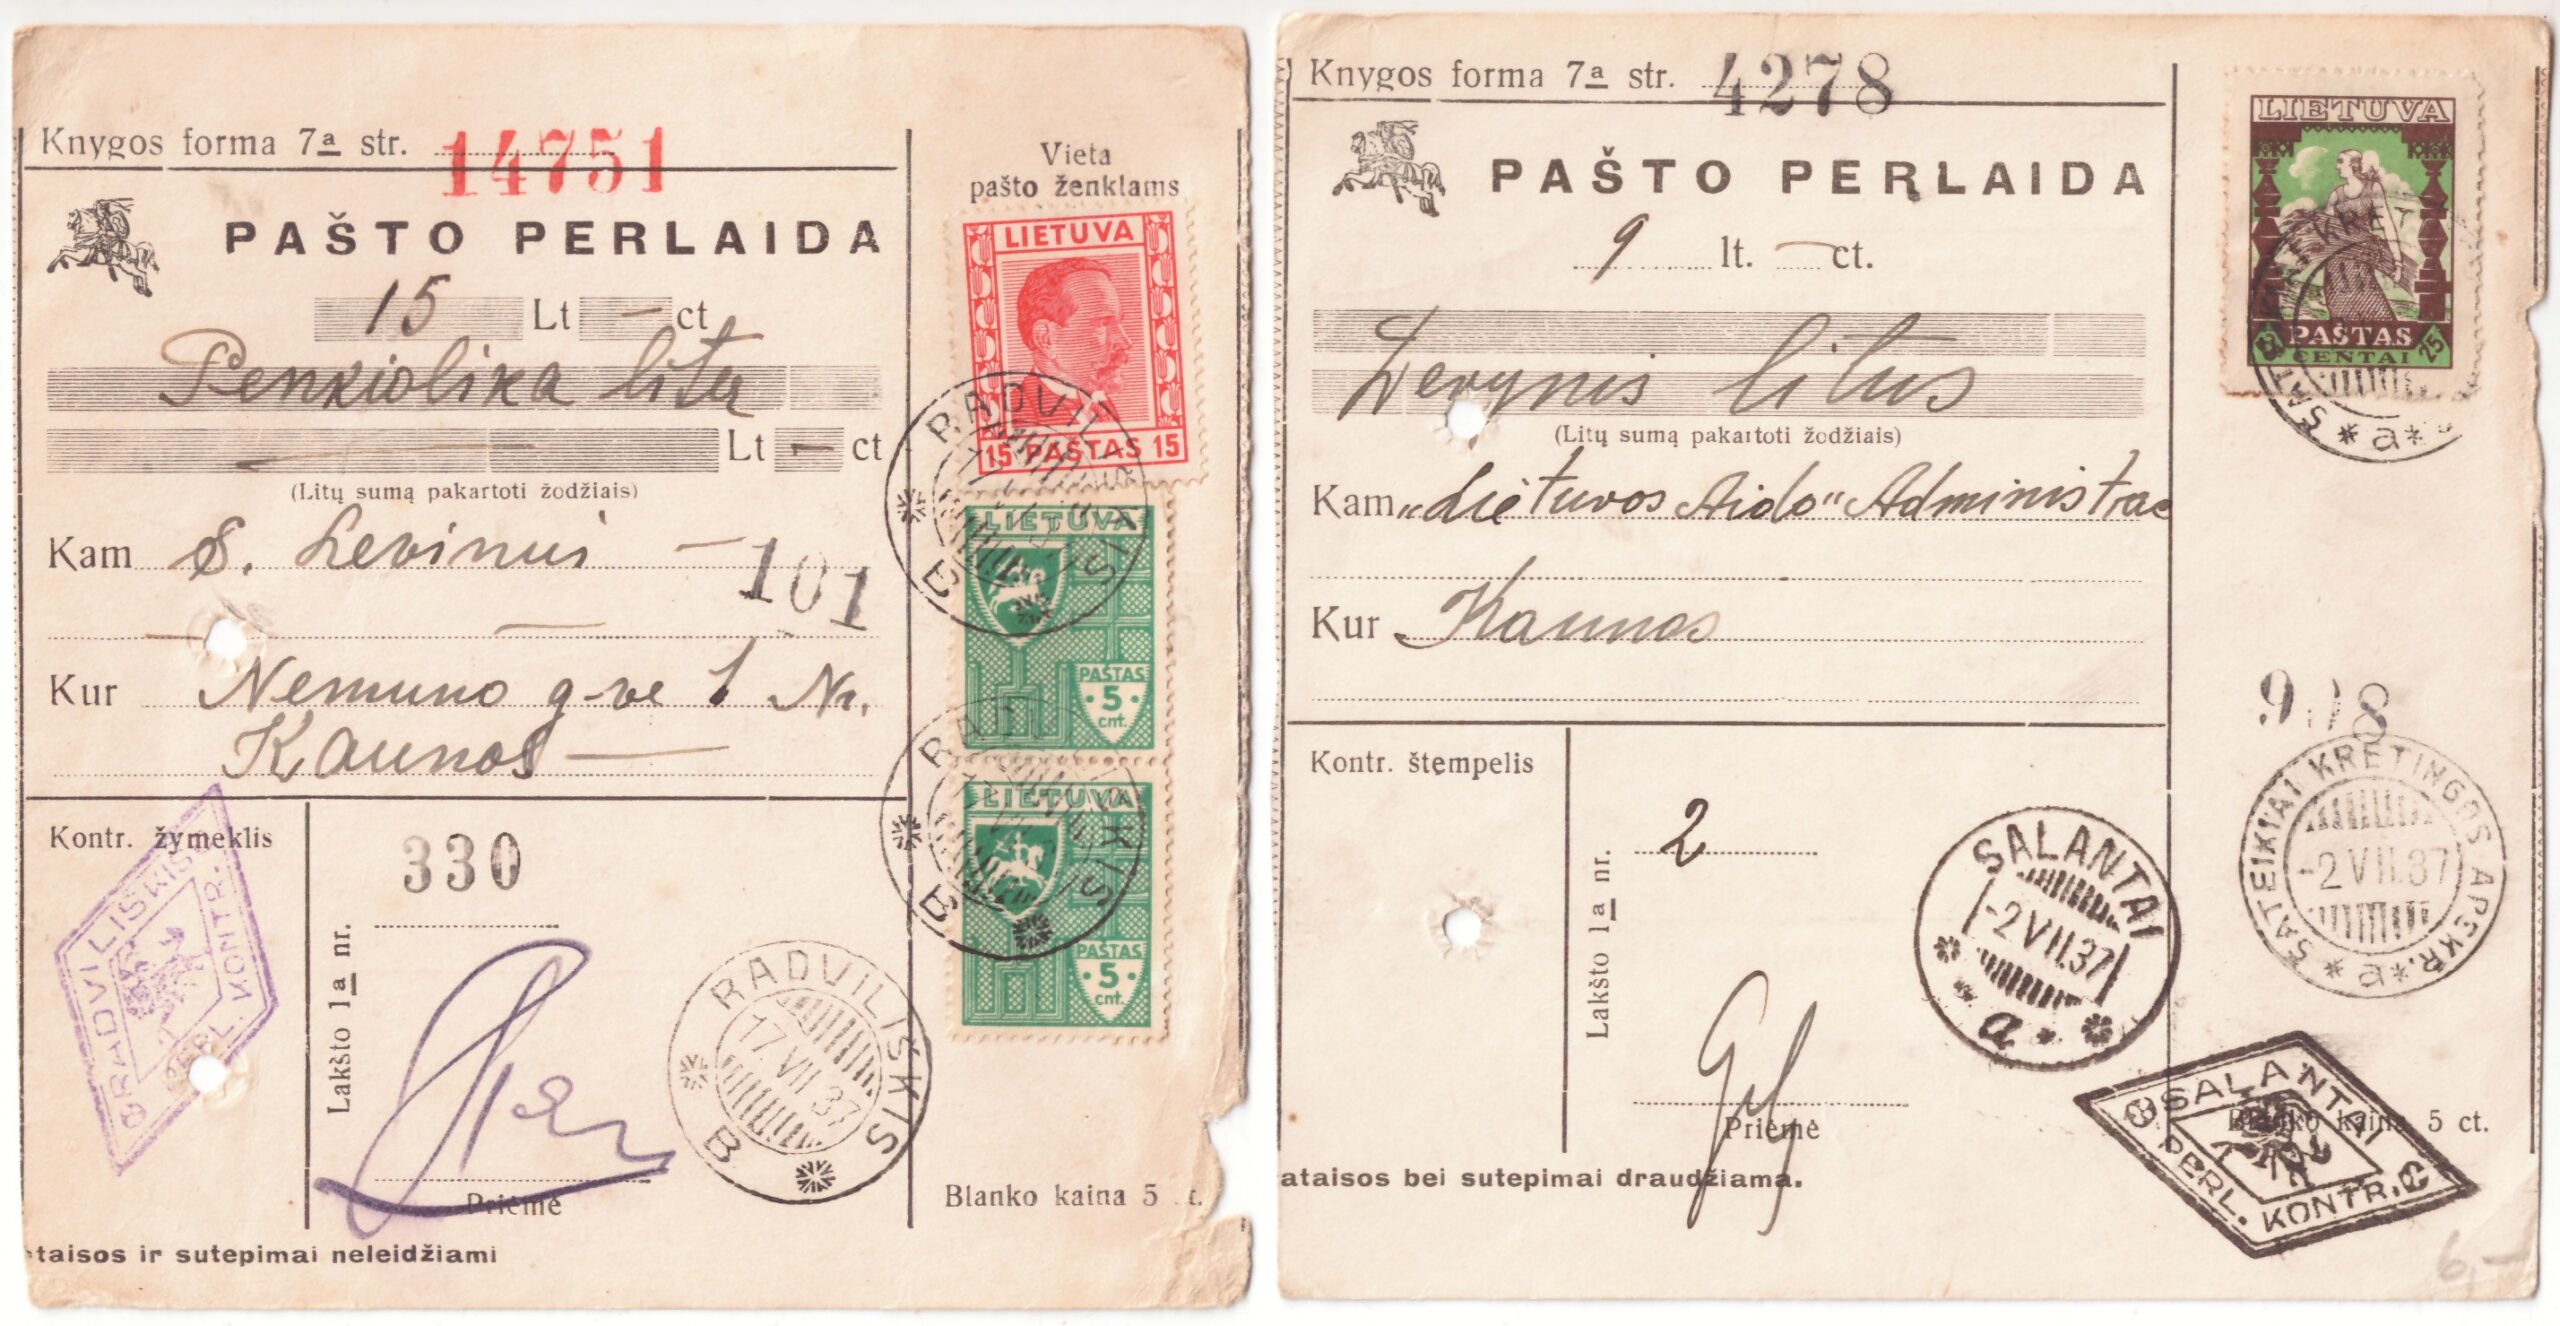 Knygos forma 7a str. 14751
PAŠTO PERLAIDA
15 Lt — ct
Penkiolika litų
Lt — ct
(Litų sumą pakartoti žodžiais)
Kam S. Levinui —
101
Kur Nemuno g-ve 1 Nr.
Kaunas —
Kontr. žymeklis
RADVILIŠKIS
PERL. KONTR.
Lakšto 1a nr.
330
Priėmė
taisos ir sutepimai neleidžiami
RADVILIŠKIS
17.VII.37
B
Vieta
pašto ženklams
LIETUVA
15 PAŠTAS 15
RADVILIŠKIS
B
LIETUVA
PAŠTAS
5
cnt.
RADVILIŠKIS
B
LIETUVA
PAŠTAS
5
cnt.
Blanko kaina 5 t.
Knygos forma 7a str. 4278
PAŠTO PERLAIDA
9 lt. — ct.
Devynis litus
(Litų sumą pakartoti žodžiais)
Kam „Lietuvos Aido“ Administrac
Kur Kaunas
Kontr. štempelis
Lakšto 1a nr.
2
Priėmė
ataisos bei sutepimai draudžiama.
SALANTAI
-2 VII.37
a
LIETUVA
PAŠTAS
CENTAI 25
a
ŠATEIKIAI KRETINGOS APSKR.
-2 VII.37
a
SALANTAI
PERL. KONTR. C
Blanko kaina 5 ct.
6,-